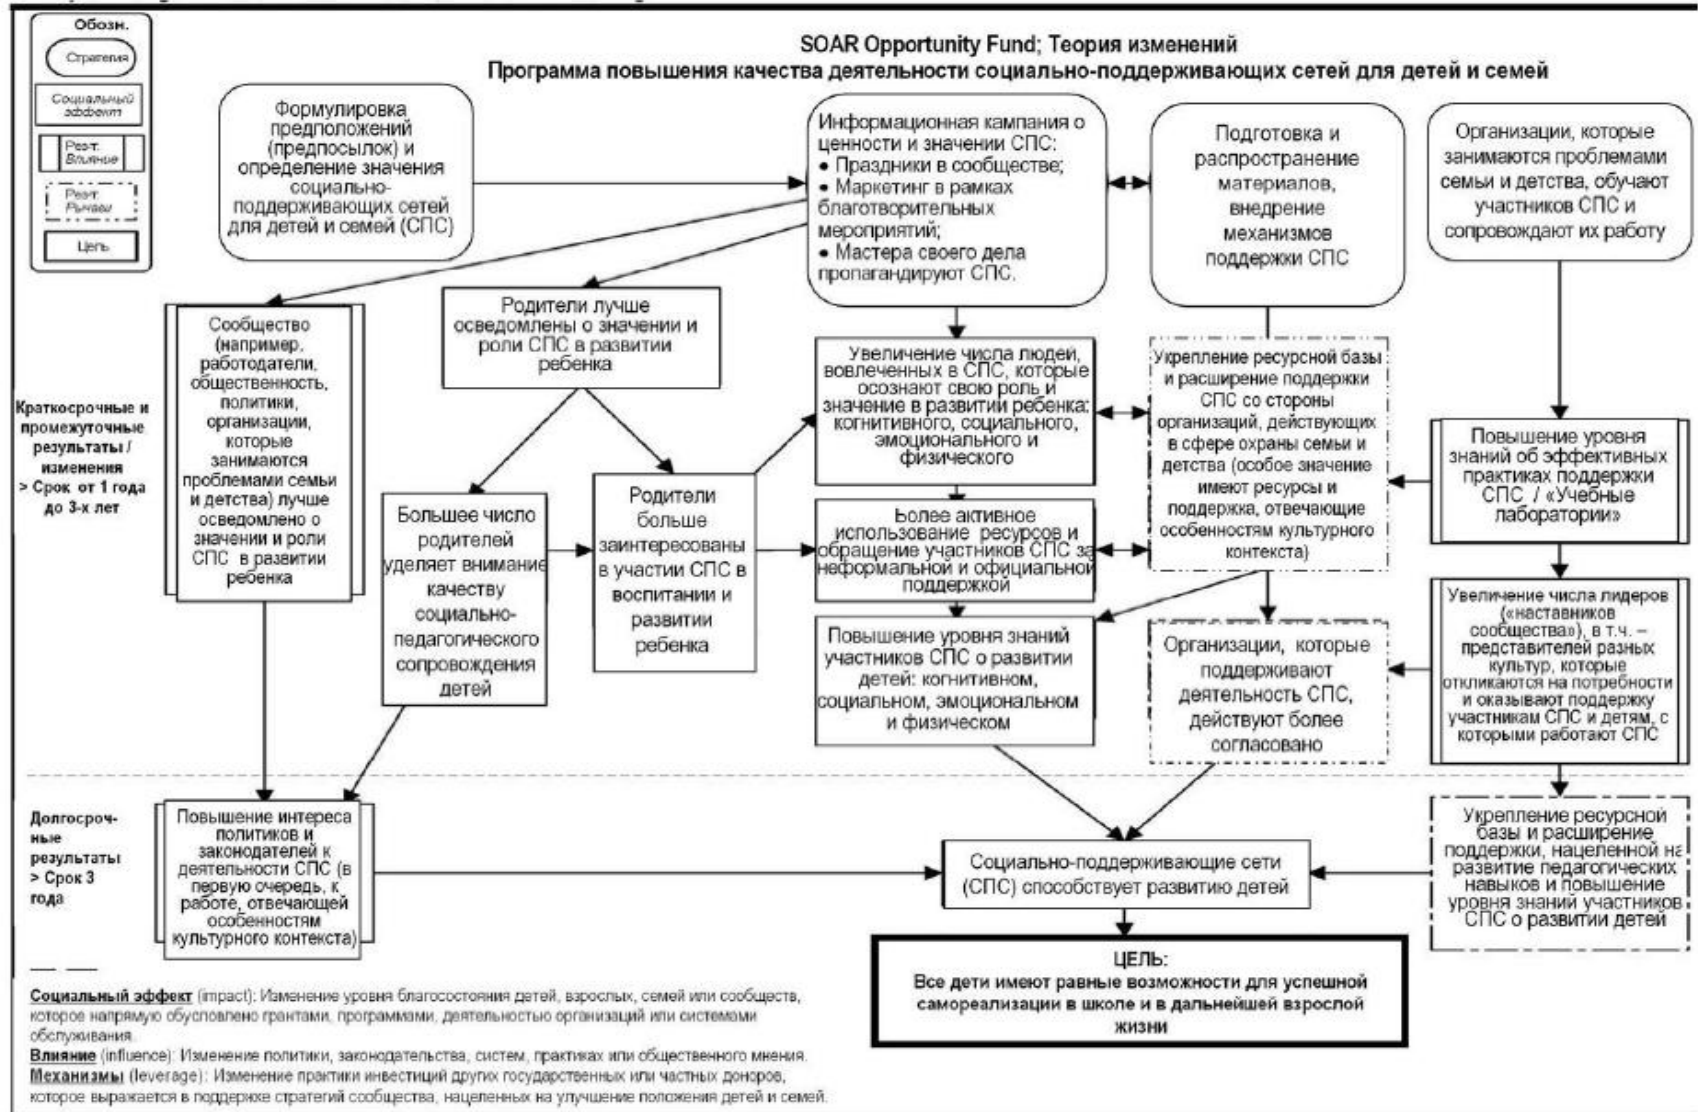 Обозн.
Стратегия
Социальный
эффект
Рез-т.
Влияние
Рез-т.
Рычаги
Цель
SOAR Opportunity Fund; Теория изменений
Программа повышения качества деятельности социально-поддерживающих сетей для детей и семей
Формулировка
предположений
(предпосылок) и
определение значения
социально-
поддерживающих сетей
для детей и семей (СПС)
Информационная кампания о
ценности и значении СПС:
• Праздники в сообществе;
• Маркетинг в рамках
благотворительных
мероприятий;
• Мастера своего дела
пропагандируют СПС.
Подготовка и
распространение
материалов,
внедрение
механизмов
поддержки СПС
Организации, которые
занимаются проблемами
семьи и детства, обучают
участников СПС и
сопровождают их работу
Краткосрочные и
промежуточные
результаты /
изменения
> Срок от 1 года
до 3-х лет
Сообщество
(например,
работодатели,
общественность,
политики,
организации,
которые
занимаются
проблемами семьи
и детства) лучше
осведомлено о
значении и роли
СПС в развитии
ребенка
Родители лучше
осведомлены о значении и
роли СПС в развитии
ребенка
Большее число
родителей
уделяет внимание
качеству
социально-
педагогического
сопровождения
детей
Родители
больше
заинтересованы
в участии СПС в
воспитании и
развитии
ребенка
Увеличение числа людей,
вовлеченных в СПС, которые
осознают свою роль и
значение в развитии ребенка:
когнитивного, социального,
эмоционального и
физического
Более активное
использование ресурсов и
обращение участников СПС за
неформальной и официальной
поддержкой
Повышение уровня знаний
участников СПС о развитии
детей: когнитивном,
социальном, эмоциональном
и физическом
Укрепление ресурсной базы
и расширение поддержки
СПС со стороны
организаций, действующих
в сфере охраны семьи и
детства (особое значение
имеют ресурсы и
поддержка, отвечающие
особенностям культурного
контекста)
Организации, которые
поддерживают
деятельность СПС,
действуют более
согласовано
Повышение уровня
знаний об эффективных
практиках поддержки
СПС / «Учебные
лаборатории»
Увеличение числа лидеров
(«наставников
сообщества»), в т.ч. –
представителей разных
культур, которые
откликаются на потребности
и оказывают поддержку
участникам СПС и детям, с
которыми работают СПС
Долгосроч-
ные
результаты
> Срок 3
года
Повышение интереса
политиков и
законодателей к
деятельности СПС (в
первую очередь, к
работе, отвечающей
особенностям
культурного контекста)
Социально-поддерживающие сети
(СПС) способствует развитию детей
Укрепление ресурсной
базы и расширение
поддержки, нацеленной на
развитие педагогических
навыков и повышение
уровня знаний участников
СПС о развитии детей
ЦЕЛЬ:
Все дети имеют равные возможности для успешной
самореализации в школе и в дальнейшей взрослой
жизни
Социальный эффект (impact): Изменение уровня благосостояния детей, взрослых, семей или сообществ,
которое напрямую обусловлено грантами, программами, деятельностью организаций или системами
обслуживания.
Влияние (influence): Изменение политики, законодательства, систем, практиках или общественного мнения.
Механизмы (leverage): Изменение практики инвестиций других государственных или частных доноров,
которое выражается в поддержке стратегий сообщества, нацеленных на улучшение положения детей и семей.